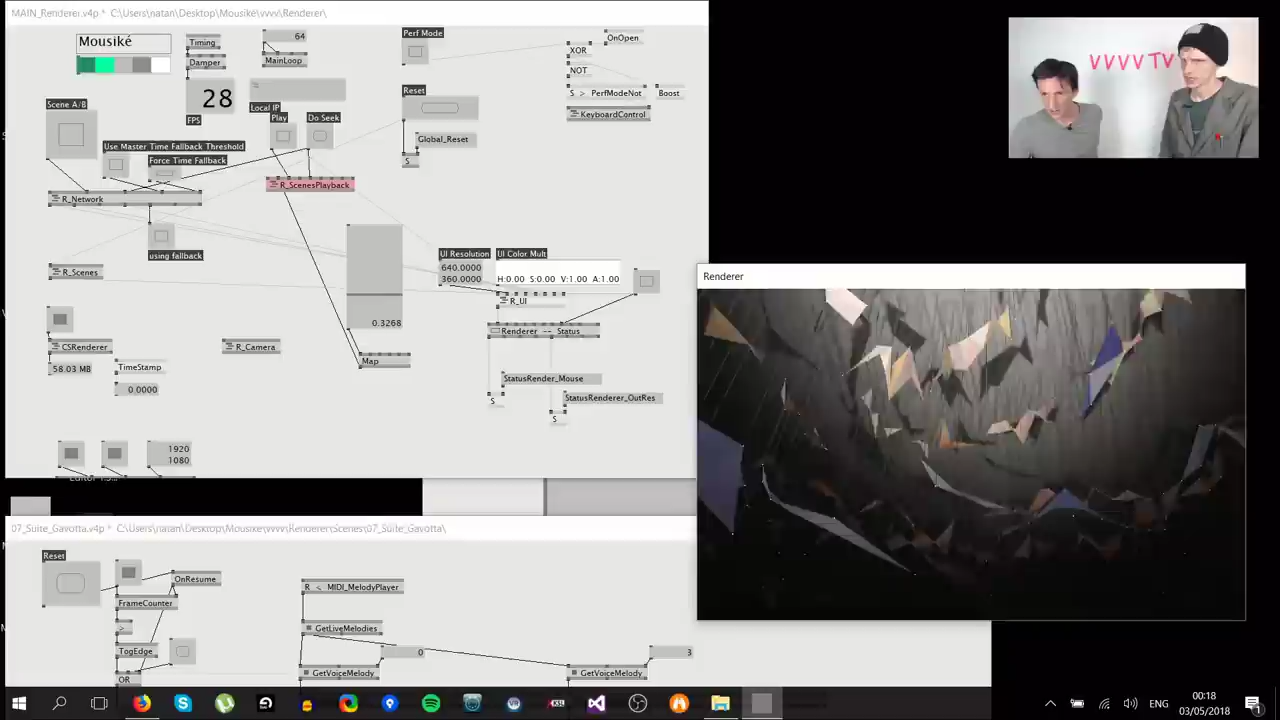 MAIN_Renderer.v4p * C:\Users\natan\Desktop\Mousiké\vvvv\Renderer\
Mousiké
Timing
Damper
28
FPS
64
MainLoop
Local IP
Play
Do Seek
Perf Mode
Reset
Global_Reset
S
OnOpen
XOR
NOT
S > PerfModeNot
Boost
KeyboardControl
VVVV TV
Scene A/B
Use Master Time Fallback Threshold
Force Time Fallback
R_ScenesPlayback
R_Network
using fallback
UI Resolution
640.0000
360.0000
UI Color Mult
H:0.00 S:0.00 V:1.00 A:1.00
R_UI
R_Scenes
Renderer
0.3268
Renderer -- Status
CSRenderer
58.03 MB
R_Camera
Map
TimeStamp
0.0000
StatusRender_Mouse
S
StatusRenderer_OutRes
S
1920
1080
07_Suite_Gavotta.v4p * C:\Users\natan\Desktop\Mousiké\vvvv\Renderer\Scenes\07_Suite_Gavotta\
Reset
OnResume
FrameCounter
>
TogEdge
OR
R < MIDI_MelodyPlayer
GetLiveMelodies
0
3
GetVoiceMelody
GetVoiceMelody
ENG
00:18
03/05/2018
1